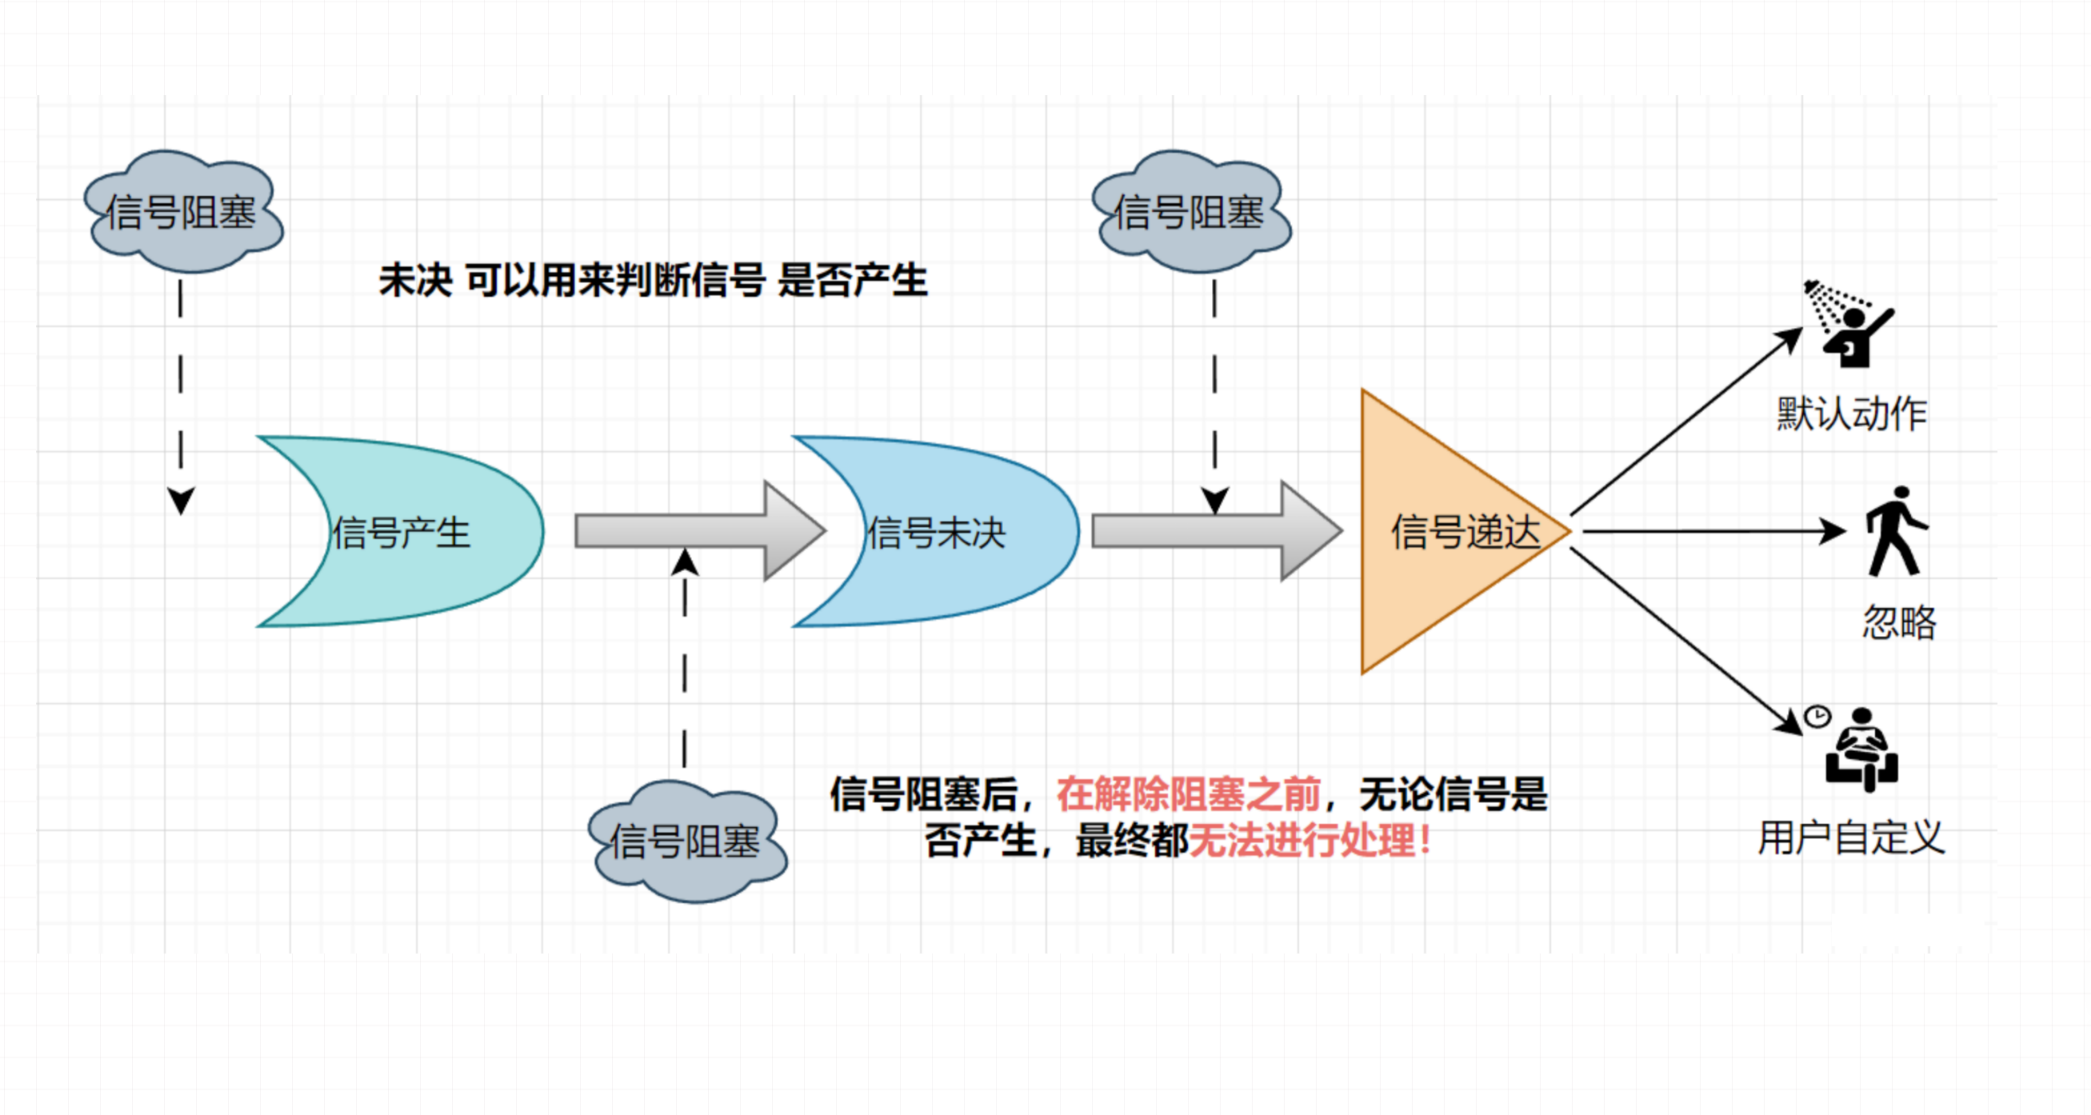 信号阻塞
信号阻塞
未决 可以用来判断信号 是否产生
默认动作
信号产生
信号未决
信号递达
忽略
信号阻塞后，在解除阻塞之前，无论信号是
否产生，最终都无法进行处理！
信号阻塞
用户自定义